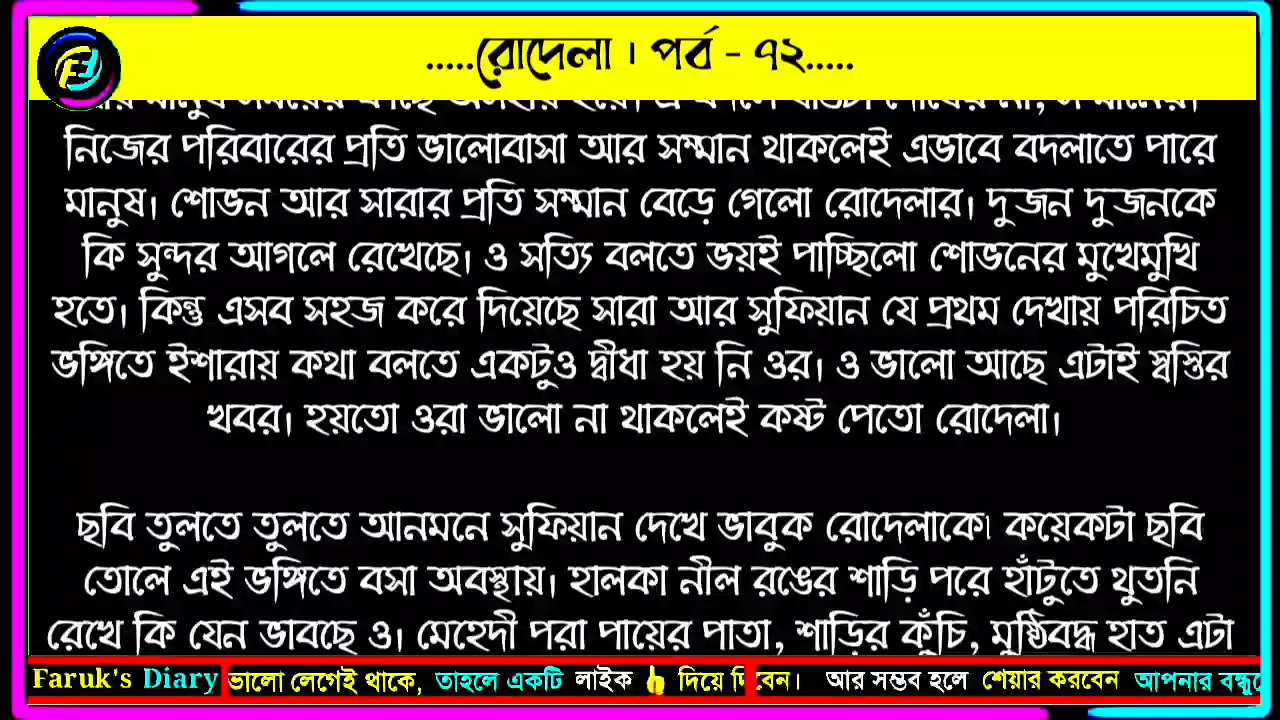 .....রোদেলা । পর্ব - ৭২.....
নিজের পরিবারের প্রতি ভালোবাসা আর সম্মান থাকলেই এভাবে বদলাতে পারে
মানুষ। শোভন আর সারার প্রতি সম্মান বেড়ে গেলো রোদেলার। দুজন দুজনকে
কি সুন্দর আগলে রেখেছে। ও সত্যি বলতে ভয়ই পাচ্ছিলো শোভনের মুখেমুখি
হতে। কিন্তু এসব সহজ করে দিয়েছে সারা আর সুফিয়ান যে প্রথম দেখায় পরিচিত
ভঙ্গিতে ইশারায় কথা বলতে একটুও দ্বীধা হয় নি ওর। ও ভালো আছে এটাই স্বস্তির
খবর। হয়তো ওরা ভালো না থাকলেই কষ্ট পেতো রোদেলা।
ছবি তুলতে তুলতে আনমনে সুফিয়ান দেখে ভাবুক রোদেলাকে। কয়েকটা ছবি
তোলে এই ভঙ্গিতে বসা অবস্থায়। হালকা নীল রঙের শাড়ি পরে হাঁটুতে থুতনি
রেখে কি যেন ভাবছে ও। মেহেদী পরা পায়ের পাতা, শাড়ির কুঁচি, মুষ্ঠিবদ্ধ হাত এটা
Faruk's Diary ভালো লেগেই থাকে, তাহলে একটি লাইক 👆 দিয়ে দিবেন। আর সম্ভব হলে শেয়ার করবেন আপনার